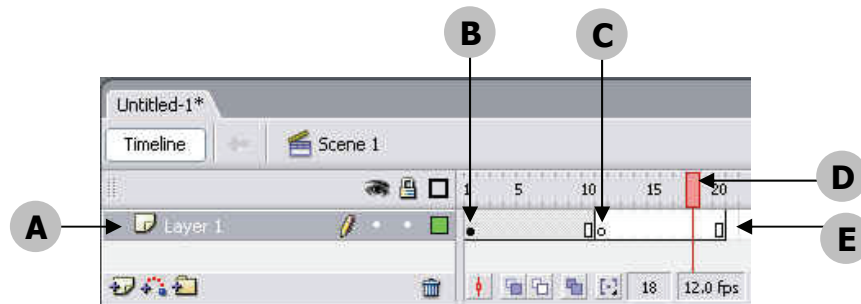 B C
Untitled-1*
Timeline Scene 1
1 5 10 15 20 D
A Layer 1 E
18 12.0 fps